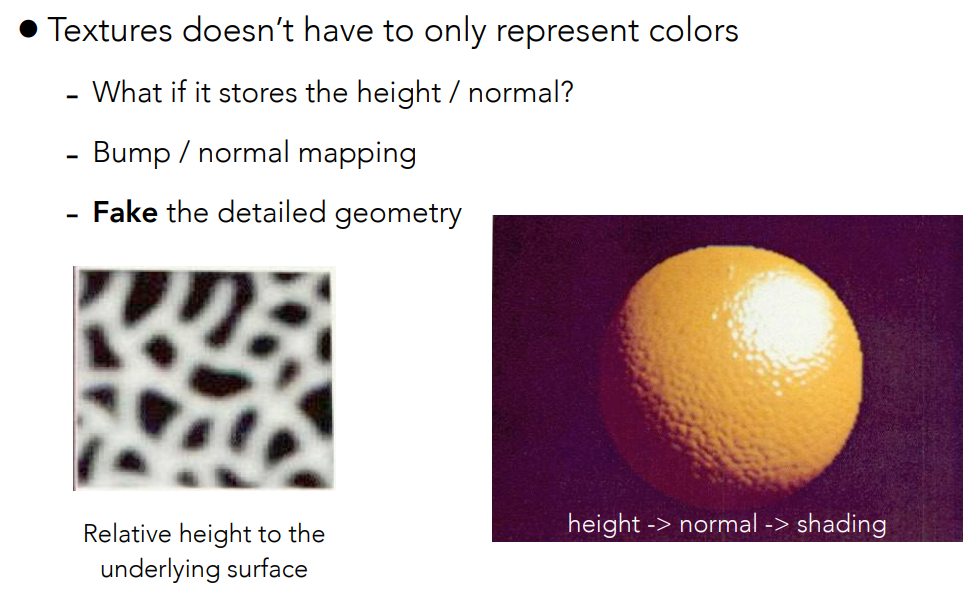 ● Textures doesn’t have to only represent colors
- What if it stores the height / normal?
- Bump / normal mapping
- Fake the detailed geometry
Relative height to the
underlying surface
height -> normal -> shading